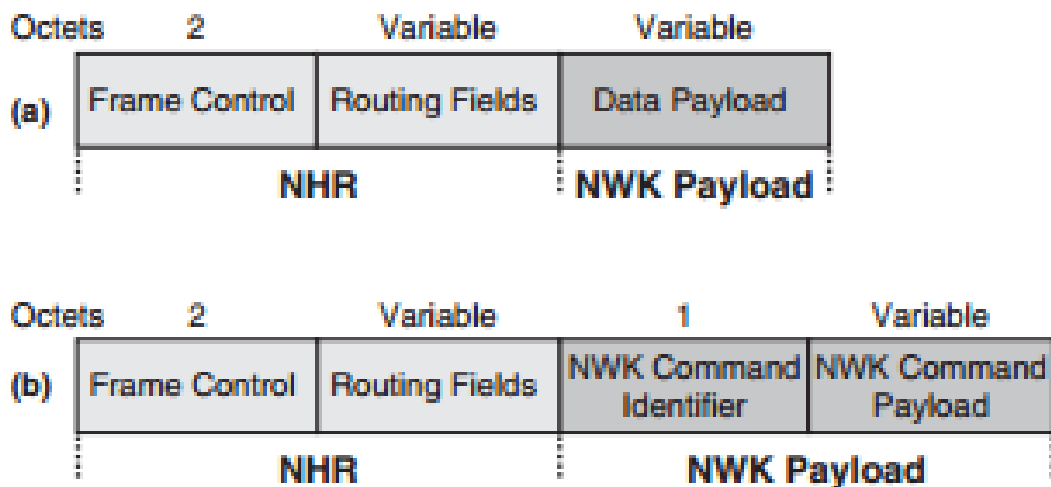 Octets 2 Variable Variable
(a) Frame Control Routing Fields Data Payload
NHR NWK Payload
Octets 2 Variable 1 Variable
(b) Frame Control Routing Fields NWK Command Identifier NWK Command Payload
NHR NWK Payload